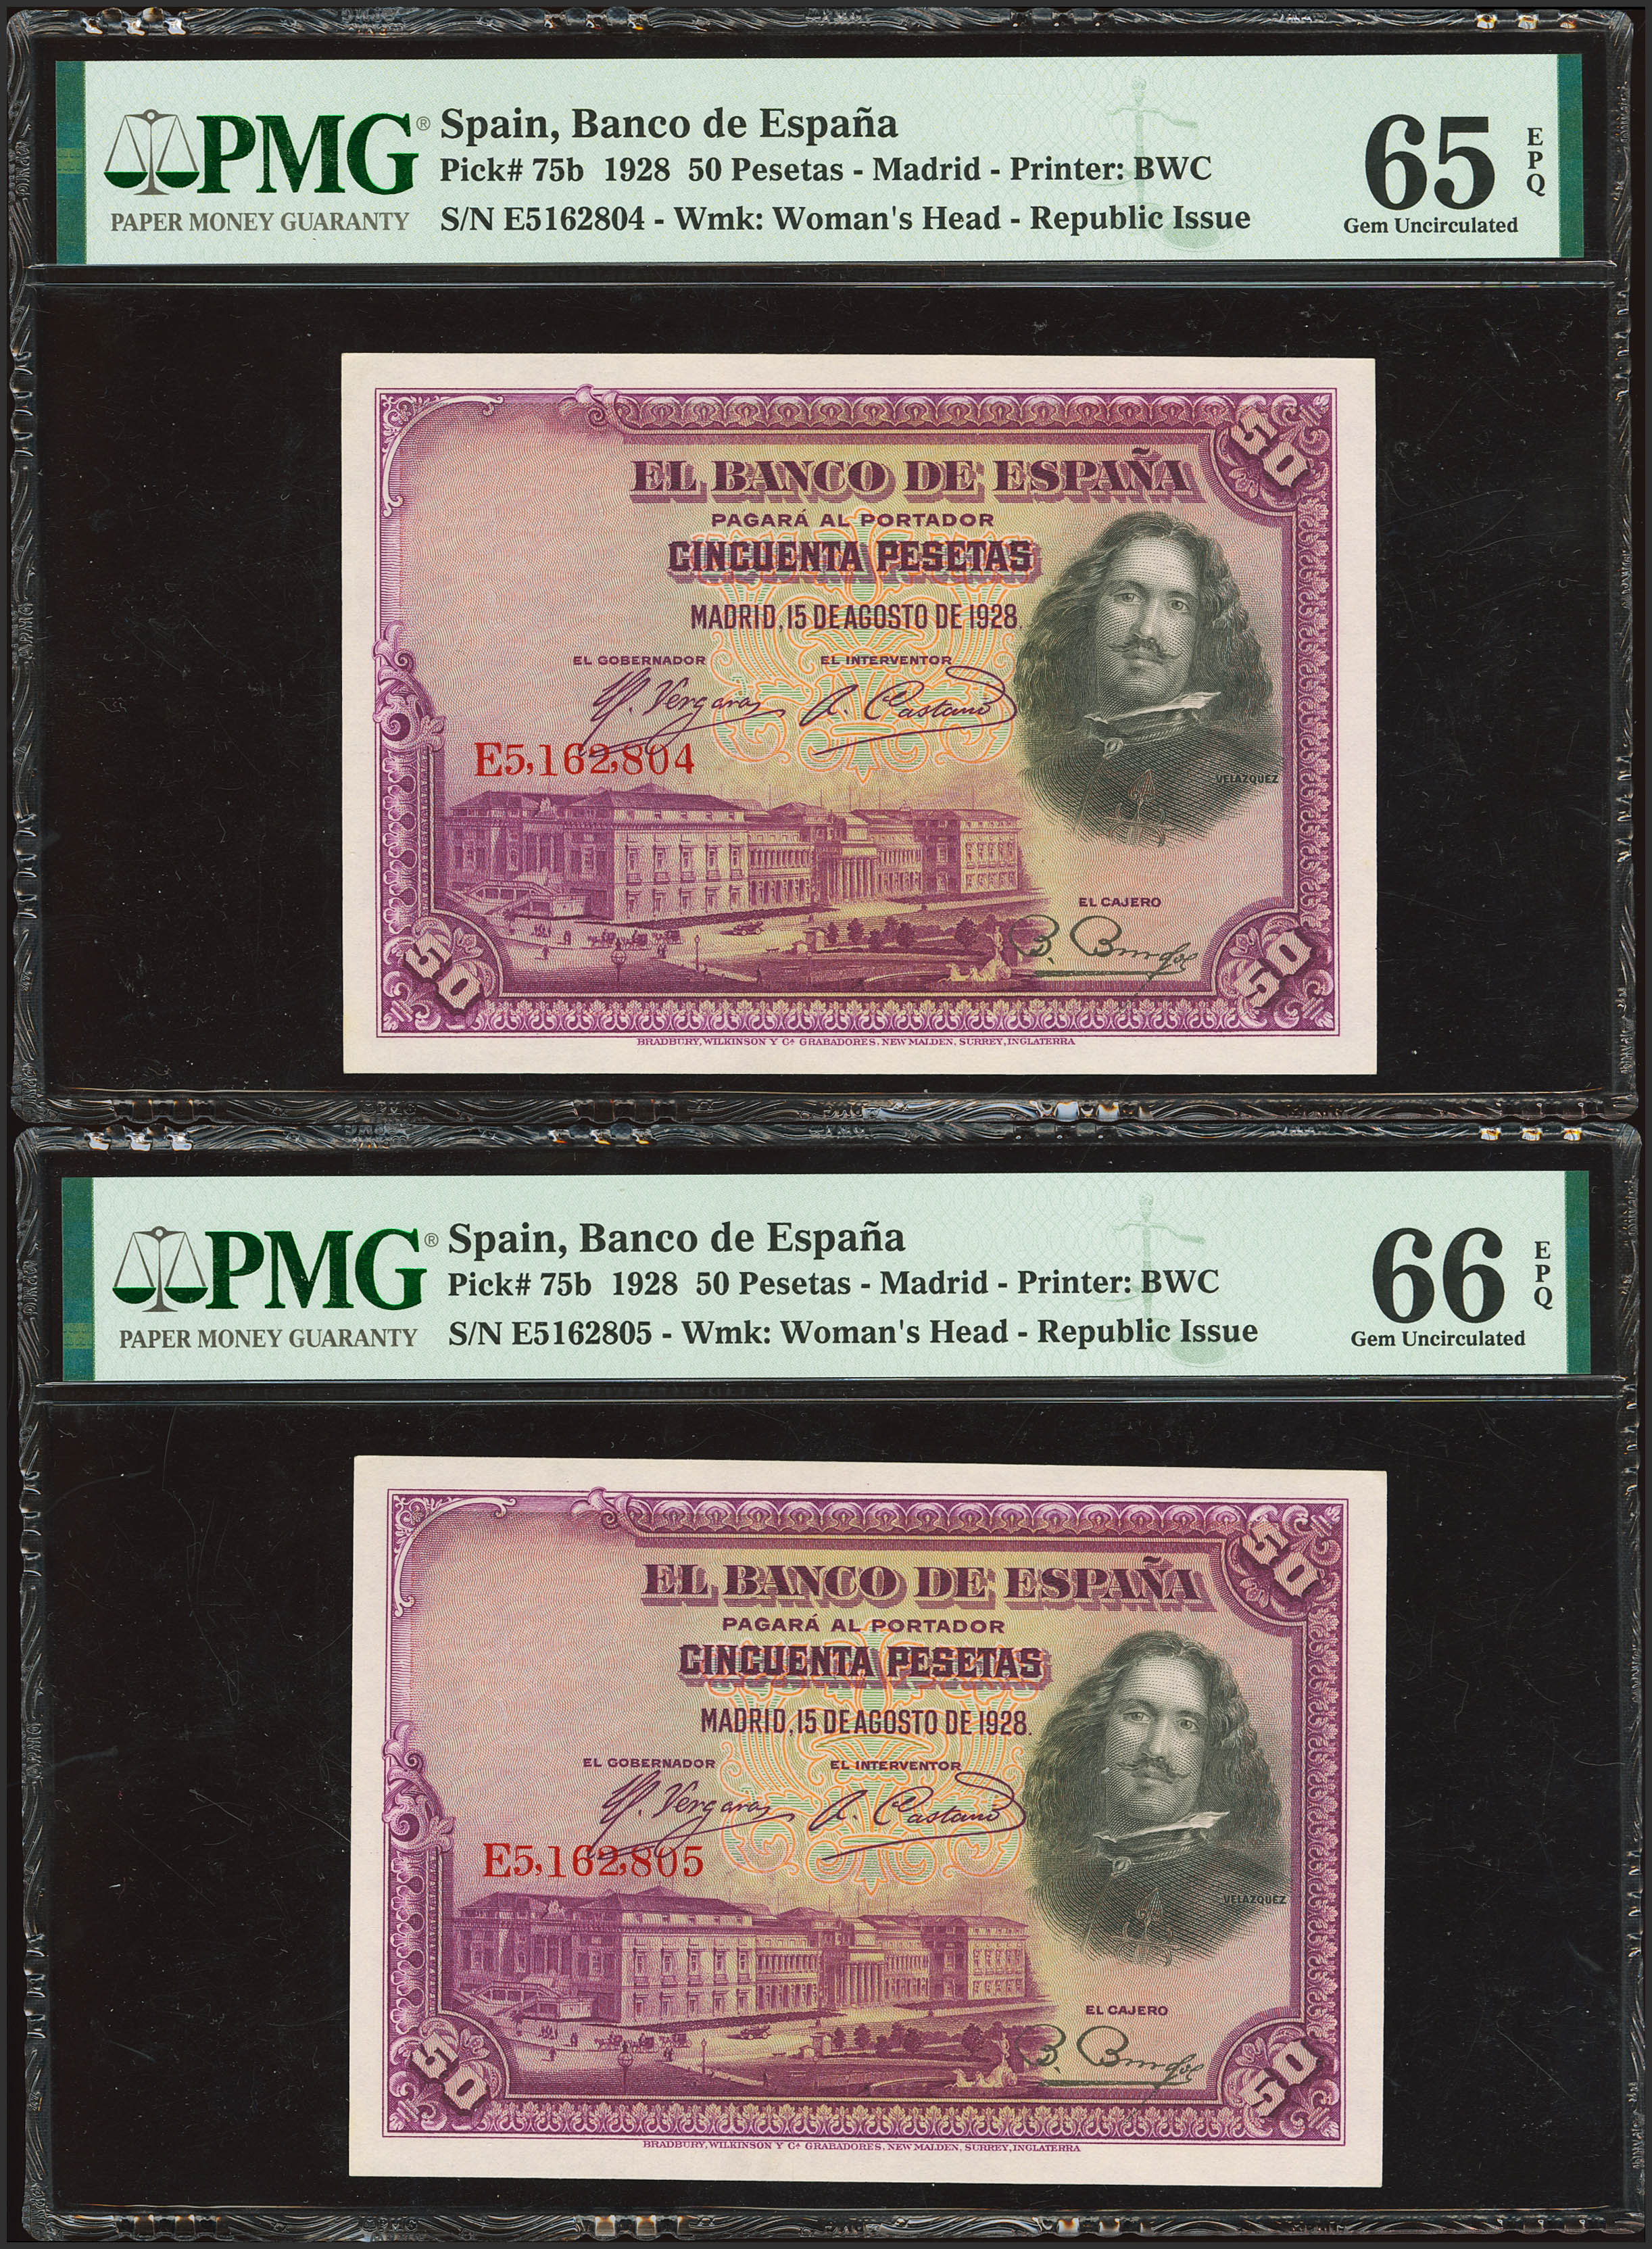 PMG®
PAPER MONEY GUARANTY
Spain, Banco de España
Pick# 75b 1928 50 Pesetas - Madrid - Printer: BWC
S/N E5162804 - Wmk: Woman's Head - Republic Issue
65
EPQ
Gem Uncirculated
50
EL BANCO DE ESPAÑA
PAGARÁ AL PORTADOR
CINCUENTA PESETAS
MADRID, 15 DE AGOSTO DE 1928.
EL GOBERNADOR EL INTERVENTOR
E5,162,804
VELAZQUEZ
EL CAJERO
50
50
BRADBURY, WILKINSON Y Cª GRABADORES, NEW MALDEN, SURREY, INGLATERRA
PMG®
PAPER MONEY GUARANTY
Spain, Banco de España
Pick# 75b 1928 50 Pesetas - Madrid - Printer: BWC
S/N E5162805 - Wmk: Woman's Head - Republic Issue
66
EPQ
Gem Uncirculated
50
EL BANCO DE ESPAÑA
PAGARÁ AL PORTADOR
CINCUENTA PESETAS
MADRID, 15 DE AGOSTO DE 1928.
EL GOBERNADOR EL INTERVENTOR
E5,162,805
VELAZQUEZ
EL CAJERO
50
50
BRADBURY, WILKINSON Y Cª GRABADORES, NEW MALDEN, SURREY, INGLATERRA